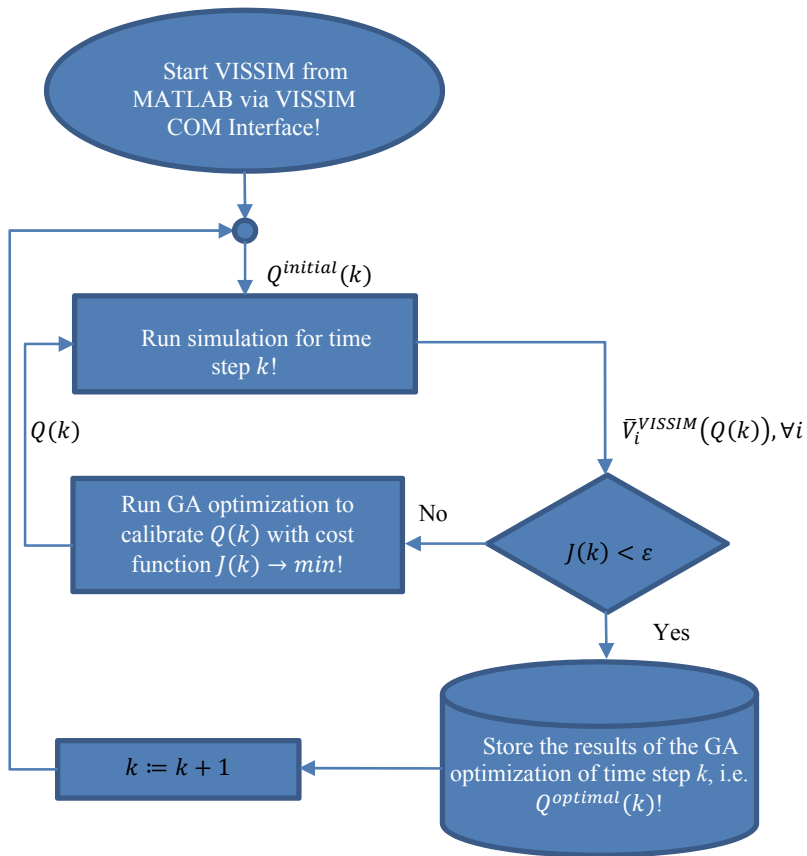 Start VISSIM from
MATLAB via VISSIM
COM Interface!
Q^{initial}(k)
Run simulation for time
step k!
Q(k)
V̄_i^{VISSIM}(Q(k)), ∀i
Run GA optimization to
calibrate Q(k) with cost
function J(k) → min!
No
J(k) < ε
Yes
Store the results of the GA
optimization of time step k, i.e.
Q^{optimal}(k)!
k ≔ k + 1